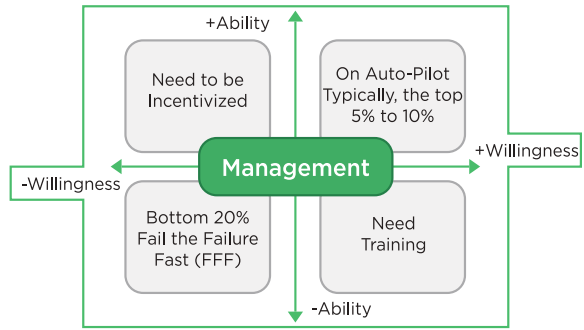 +Ability
Need to be
Incentivized
On Auto-Pilot
Typically, the top
5% to 10%
+Willingness
Management
-Willingness
Bottom 20%
Fail the Failure
Fast (FFF)
Need
Training
-Ability